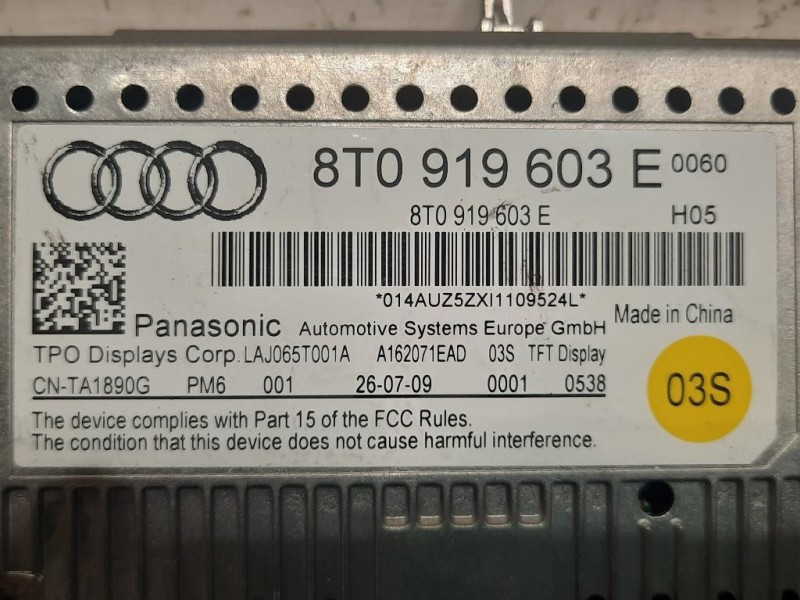 8T0 919 603 E 0060
8T0 919 603 E H05
*014AUZ5ZXI1109524L*
Panasonic Automotive Systems Europe GmbH Made in China
TPO Displays Corp. LAJ065T001A A162071EAD 03S TFT Display
CN-TA1890G PM6 001 26-07-09 0001 0538
03S
The device complies with Part 15 of the FCC Rules.
The condition that this device does not cause harmful interference.